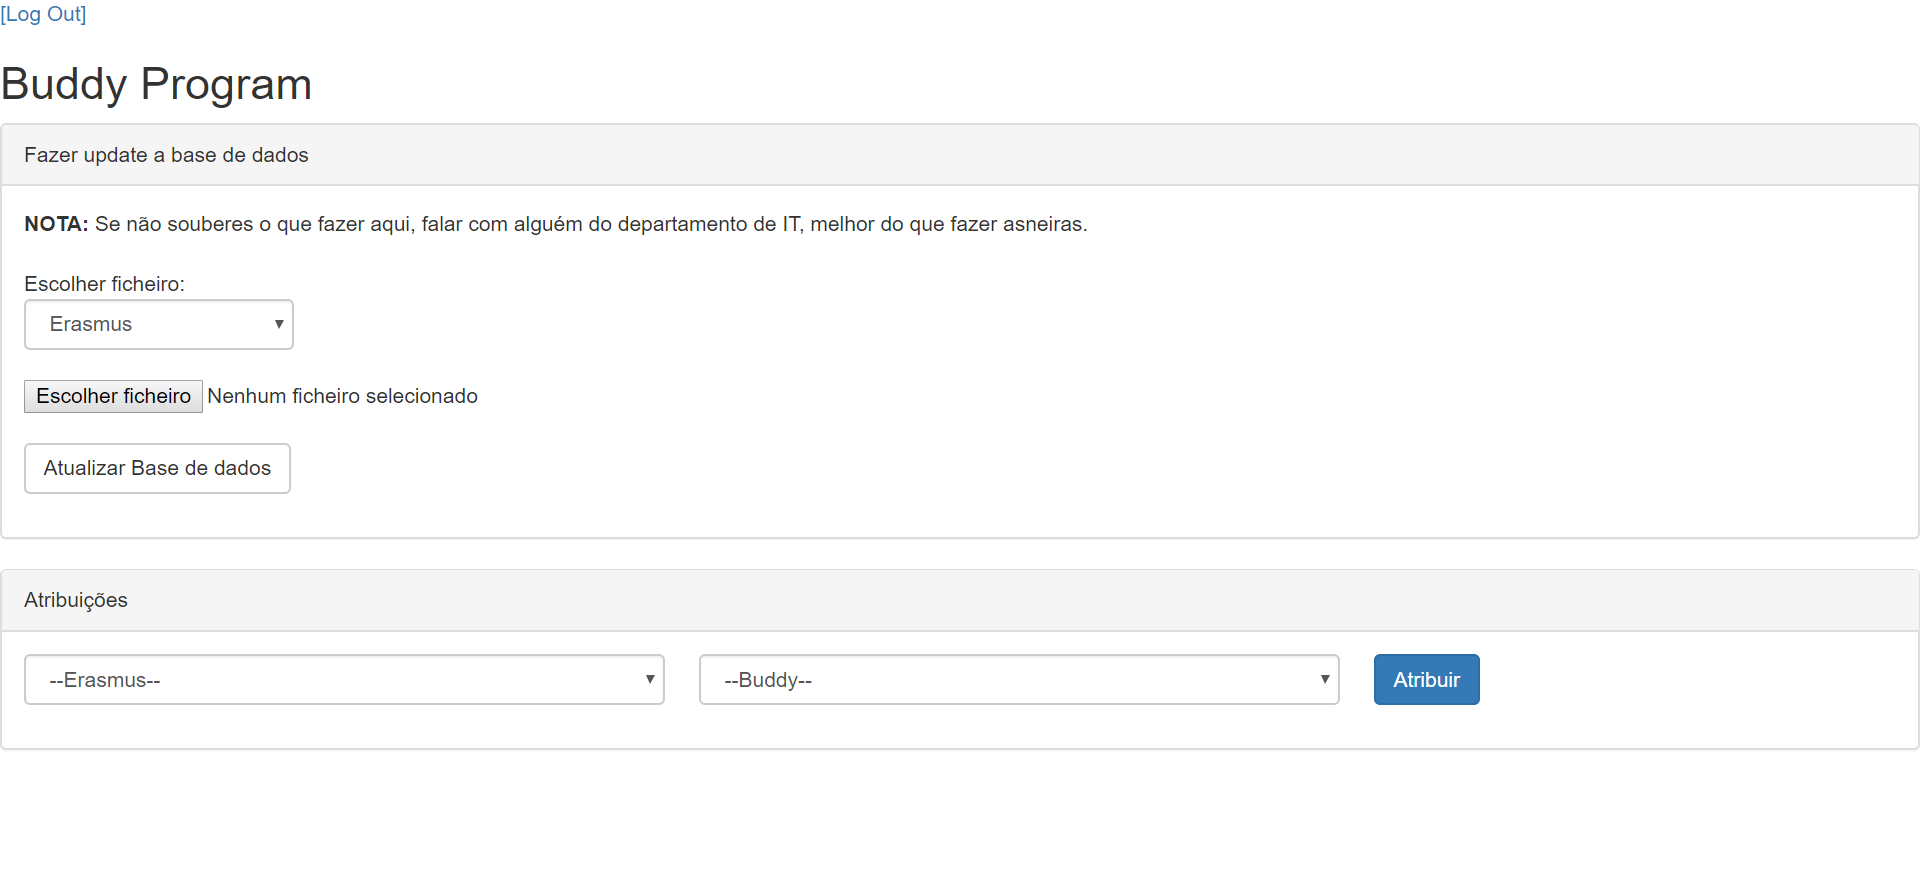 [Log Out]
Buddy Program
Fazer update a base de dados
NOTA: Se não souberes o que fazer aqui, falar com alguém do departamento de IT, melhor do que fazer asneiras.
Escolher ficheiro:
Erasmus
Escolher ficheiro Nenhum ficheiro selecionado
Atualizar Base de dados
Atribuições
--Erasmus-- --Buddy-- Atribuir